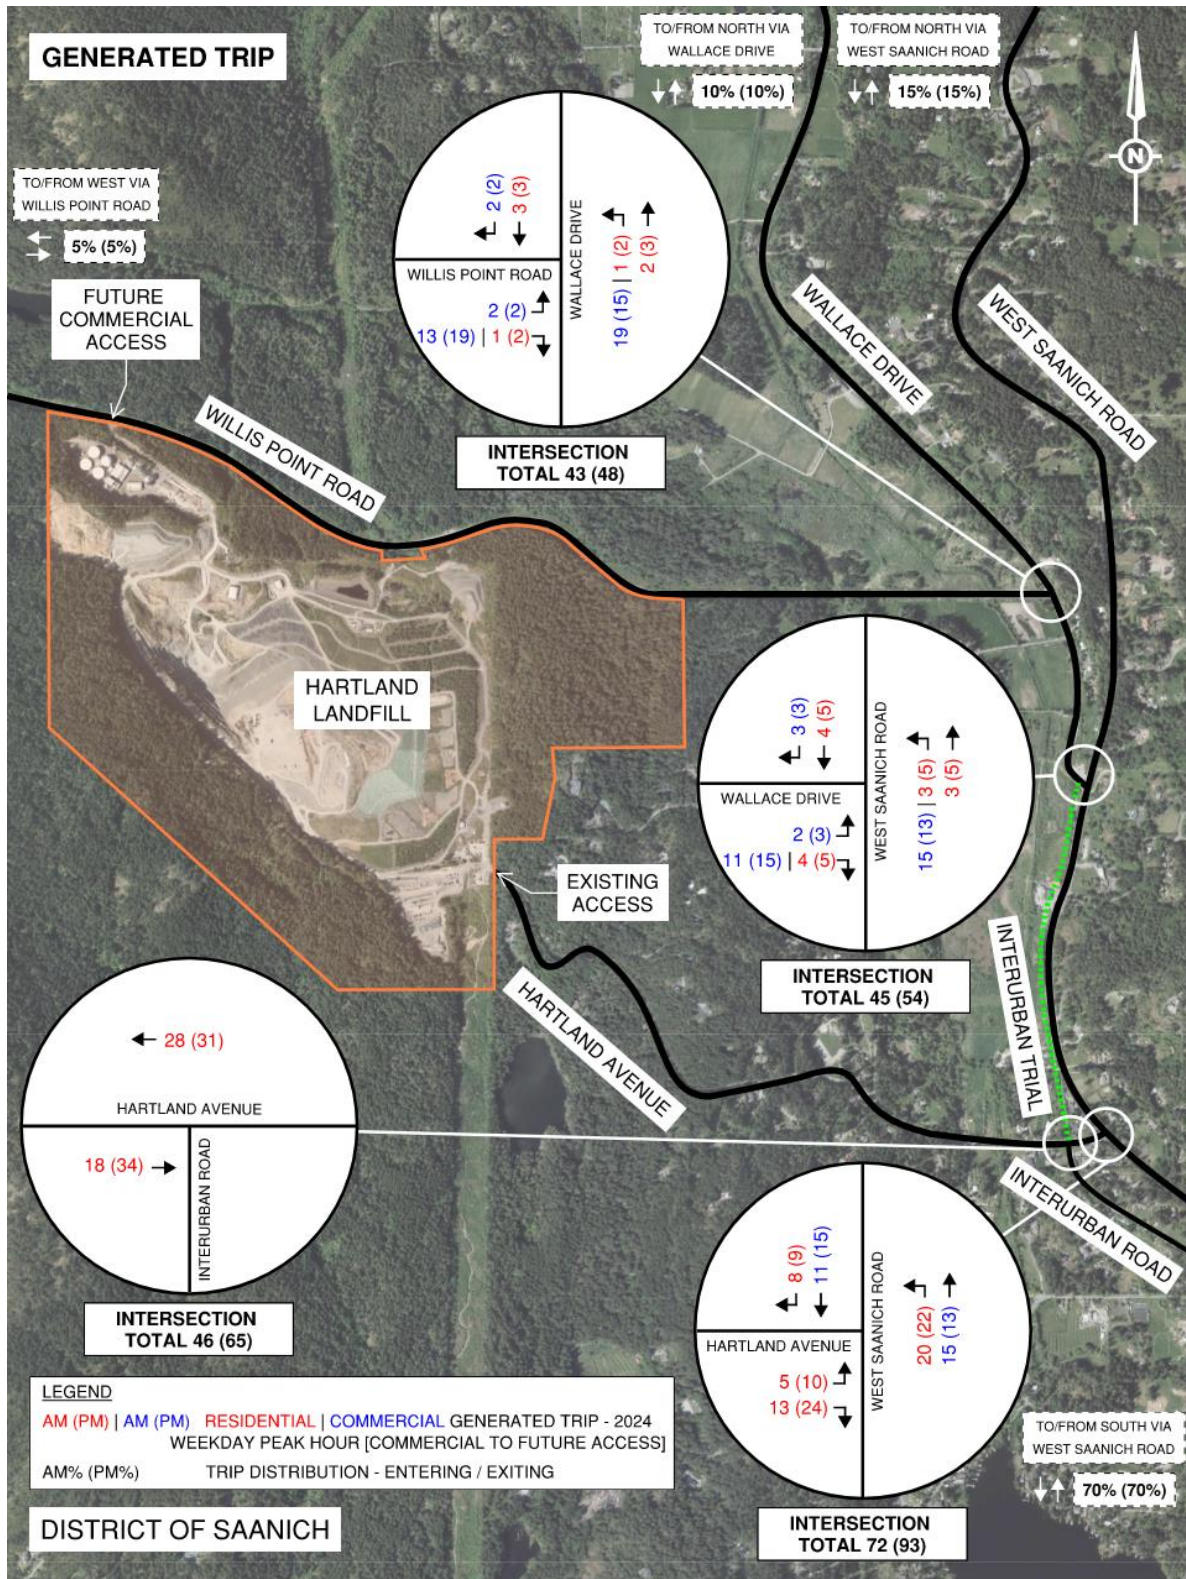 GENERATED TRIP
TO/FROM NORTH VIA
WALLACE DRIVE
10% (10%)
TO/FROM NORTH VIA
WEST SAANICH ROAD
15% (15%)
N
TO/FROM WEST VIA
WILLIS POINT ROAD
5% (5%)
FUTURE
COMMERCIAL
ACCESS
2 (2)
3 (3)
WILLIS POINT ROAD
2 (2)
13 (19) | 1 (2)
WALLACE DRIVE
19 (15) | 1 (2)
2 (3)
INTERSECTION
TOTAL 43 (48)
WALLACE DRIVE
WEST SAANICH ROAD
WILLIS POINT ROAD
HARTLAND
LANDFILL
3 (3)
4 (5)
WALLACE DRIVE
2 (3)
11 (15) | 4 (5)
WEST SAANICH ROAD
15 (13) | 3 (5)
3 (5)
INTERSECTION
TOTAL 45 (54)
EXISTING
ACCESS
HARTLAND AVENUE
INTERURBAN TRIAL
28 (31)
HARTLAND AVENUE
18 (34)
INTERURBAN ROAD
INTERSECTION
TOTAL 46 (65)
INTERURBAN ROAD
8 (9)
11 (15)
HARTLAND AVENUE
5 (10)
13 (24)
WEST SAANICH ROAD
20 (22)
15 (13)
INTERSECTION
TOTAL 72 (93)
LEGEND
AM (PM) | AM (PM) RESIDENTIAL | COMMERCIAL GENERATED TRIP - 2024
WEEKDAY PEAK HOUR [COMMERCIAL TO FUTURE ACCESS]
AM% (PM%) TRIP DISTRIBUTION - ENTERING / EXITING
TO/FROM SOUTH VIA
WEST SAANICH ROAD
70% (70%)
DISTRICT OF SAANICH